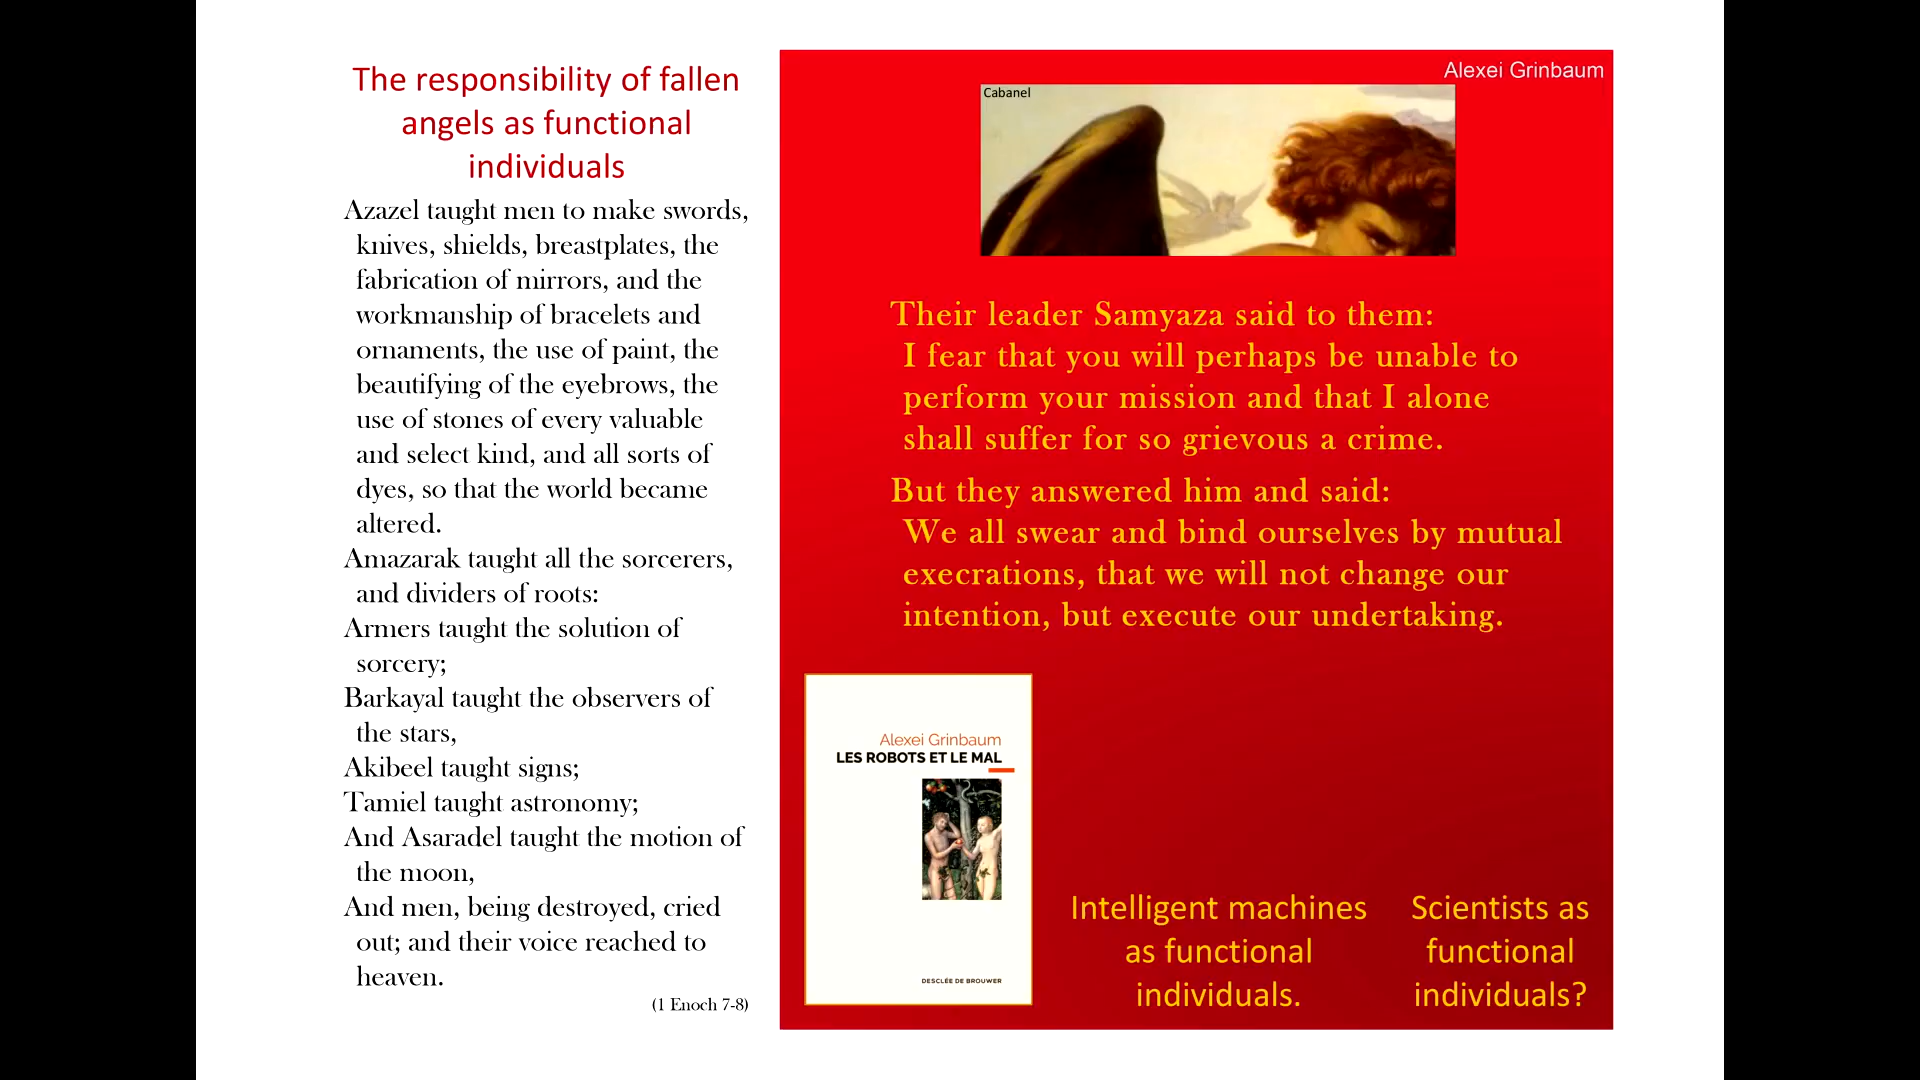 The responsibility of fallen
angels as functional
individuals
Azazel taught men to make swords,
knives, shields, breastplates, the
fabrication of mirrors, and the
workmanship of bracelets and
ornaments, the use of paint, the
beautifying of the eyebrows, the
use of stones of every valuable
and select kind, and all sorts of
dyes, so that the world became
altered.
Amazarak taught all the sorcerers,
and dividers of roots:
Armers taught the solution of
sorcery;
Barkayal taught the observers of
the stars,
Akibeel taught signs;
Tamiel taught astronomy;
And Asaradel taught the motion of
the moon,
And men, being destroyed, cried
out; and their voice reached to
heaven.
(1 Enoch 7-8)
Alexei Grinbaum
Cabanel
Their leader Samyaza said to them:
I fear that you will perhaps be unable to
perform your mission and that I alone
shall suffer for so grievous a crime.
But they answered him and said:
We all swear and bind ourselves by mutual
execrations, that we will not change our
intention, but execute our undertaking.
Alexei Grinbaum
LES ROBOTS ET LE MAL
DESCLÉE DE BROUWER
Intelligent machines
as functional
individuals.
Scientists as
functional
individuals?